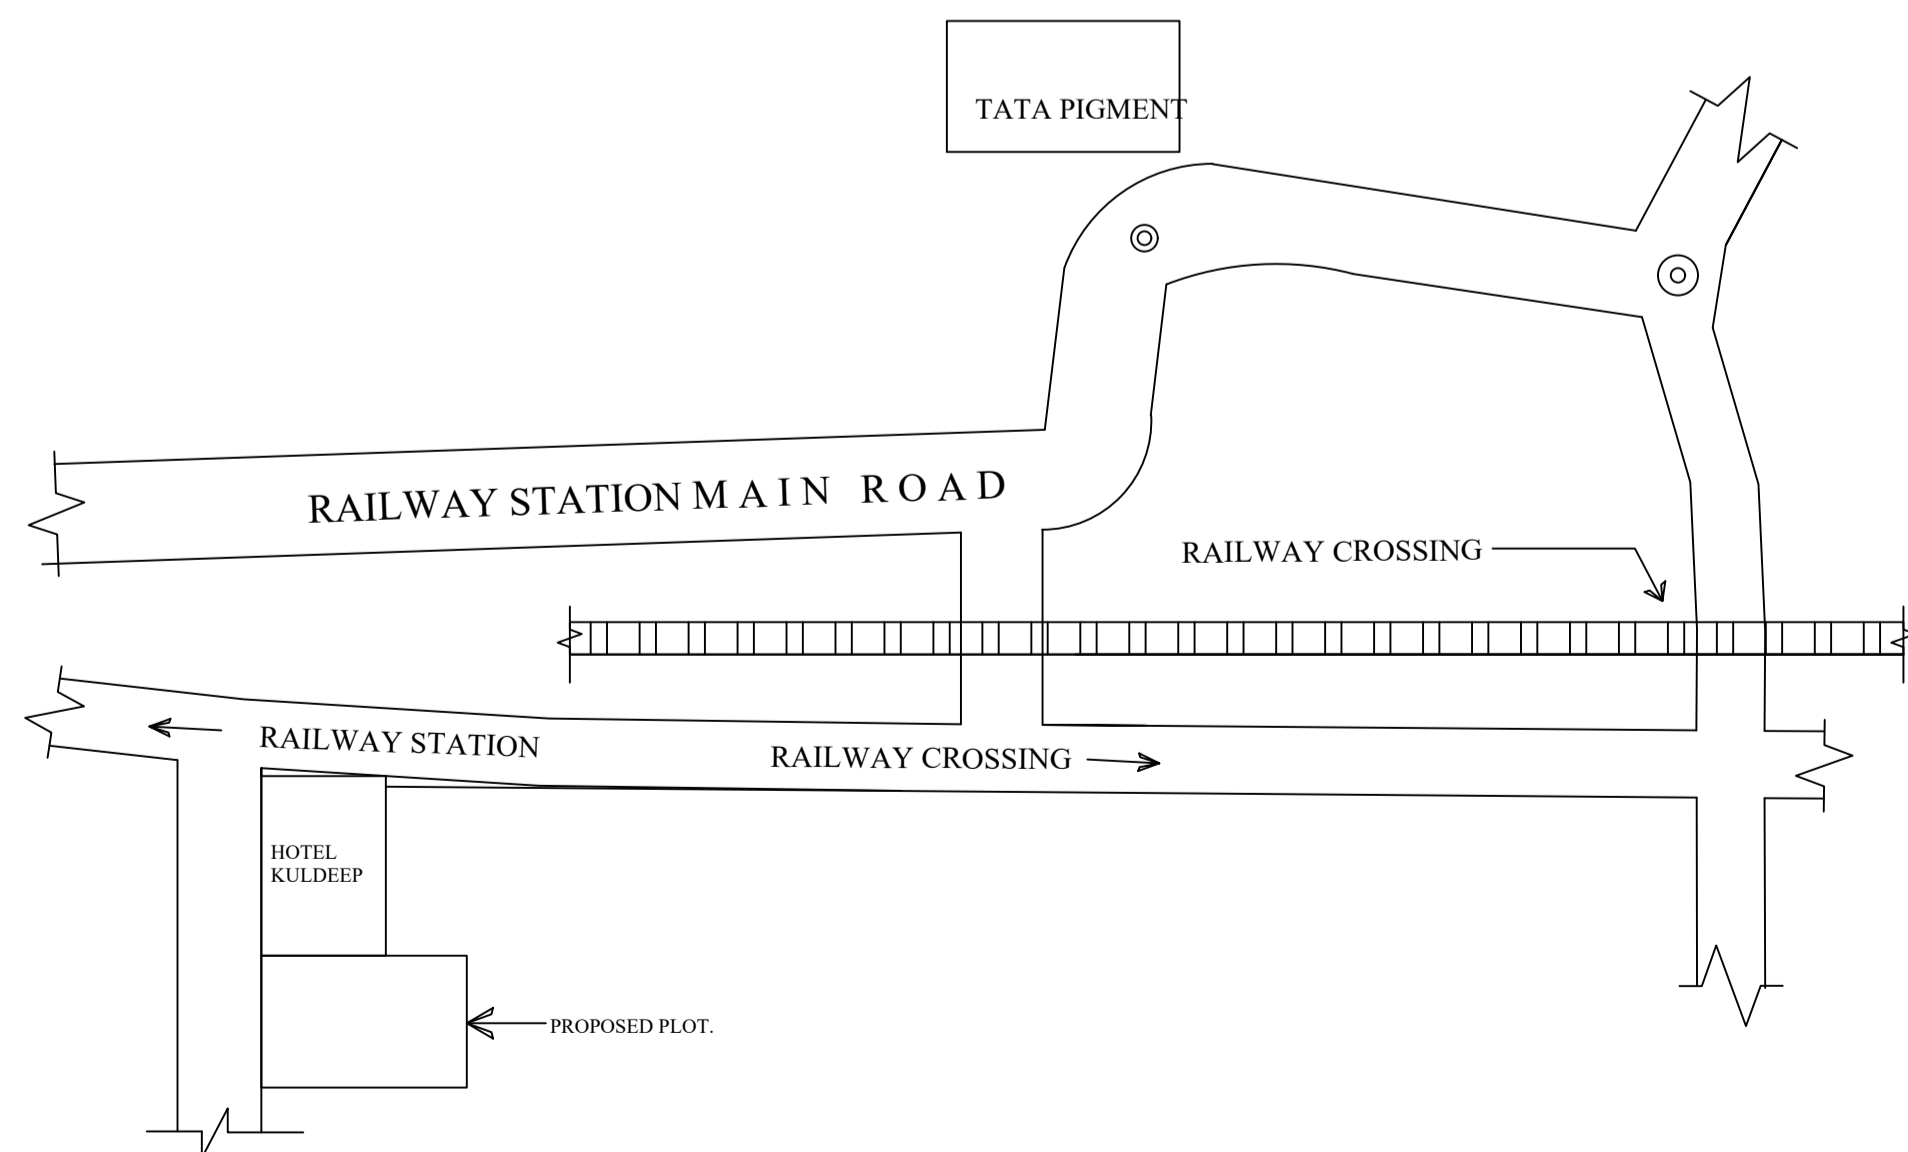 TATA PIGMENT
RAILWAY STATION MAIN ROAD
RAILWAY CROSSING
RAILWAY STATION
RAILWAY CROSSING
HOTEL
KULDEEP
PROPOSED PLOT.